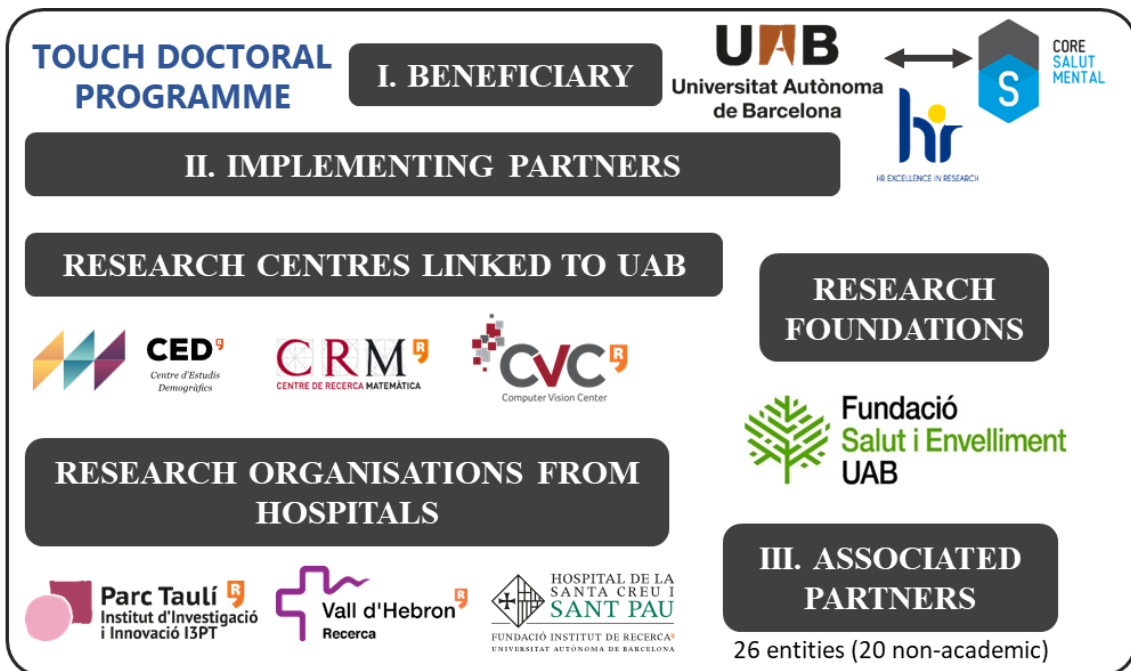 TOUCH DOCTORAL
PROGRAMME
I. BENEFICIARY
UAB
Universitat Autònoma
de Barcelona
S
CORE
SALUT
MENTAL
hr
HR EXCELLENCE IN RESEARCH
II. IMPLEMENTING PARTNERS
RESEARCH CENTRES LINKED TO UAB
CED
Centre d'Estudis
Demogràfics
CRM
CENTRE DE RECERCA MATEMÀTICA
CVC
Computer Vision Center
RESEARCH
FOUNDATIONS
Fundació
Salut i Envelliment
UAB
RESEARCH ORGANISATIONS FROM
HOSPITALS
Parc Taulí
Institut d'Investigació
i Innovació I3PT
Vall d'Hebron
Recerca
HOSPITAL DE LA
SANTA CREU I
SANT PAU
FUNDACIÓ INSTITUT DE RECERCA
UNIVERSITAT AUTÒNOMA DE BARCELONA
III. ASSOCIATED
PARTNERS
26 entities (20 non-academic)